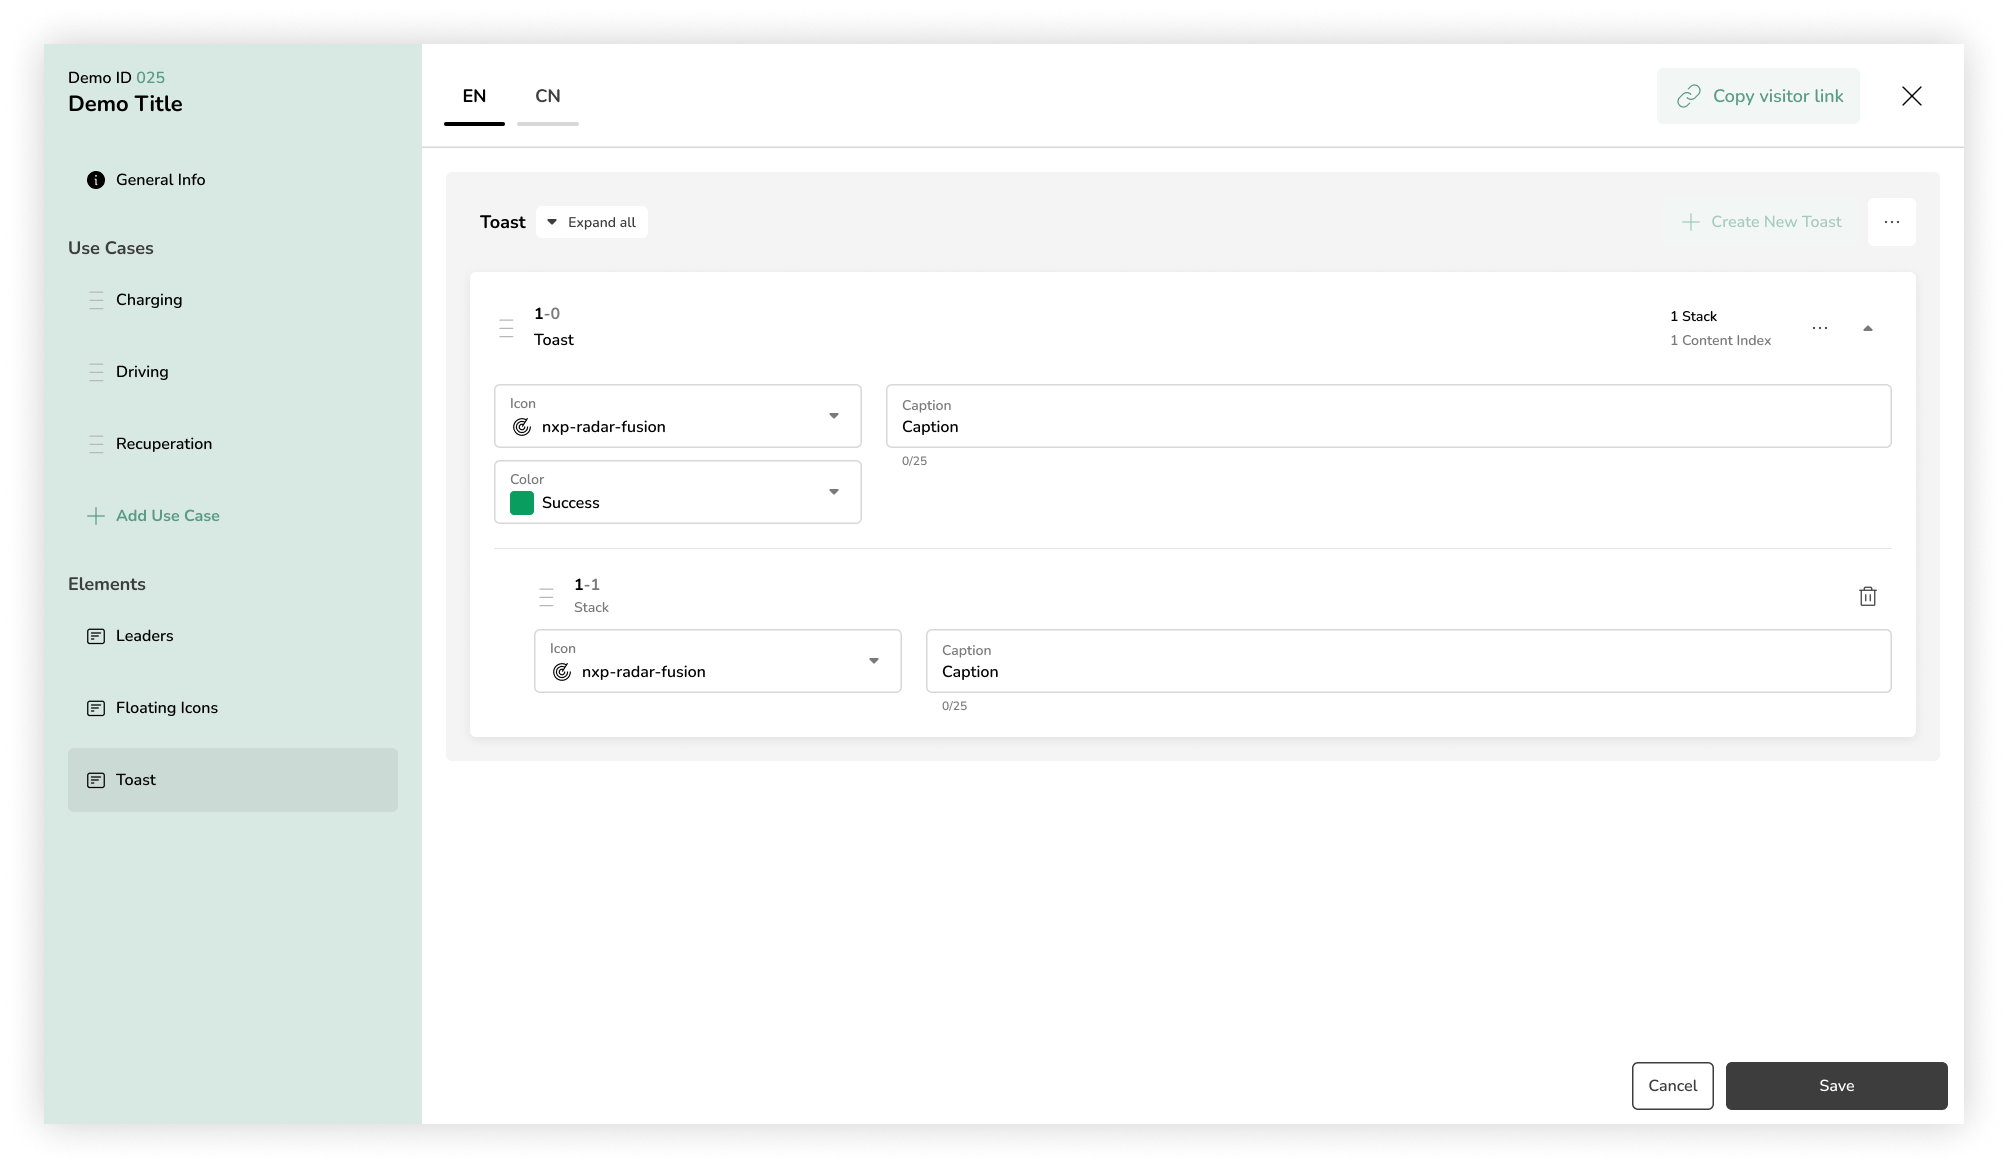 Demo ID 025
Demo Title
General Info
Use Cases
Charging
Driving
Recuperation
Add Use Case
Elements
Leaders
Floating Icons
Toast
EN
CN
Copy visitor link
Toast
Expand all
Create New Toast
1-0
Toast
1 Stack
1 Content Index
Icon
nxp-radar-fusion
Caption
Caption
0/25
Color
Success
1-1
Stack
Icon
nxp-radar-fusion
Caption
Caption
0/25
Cancel
Save